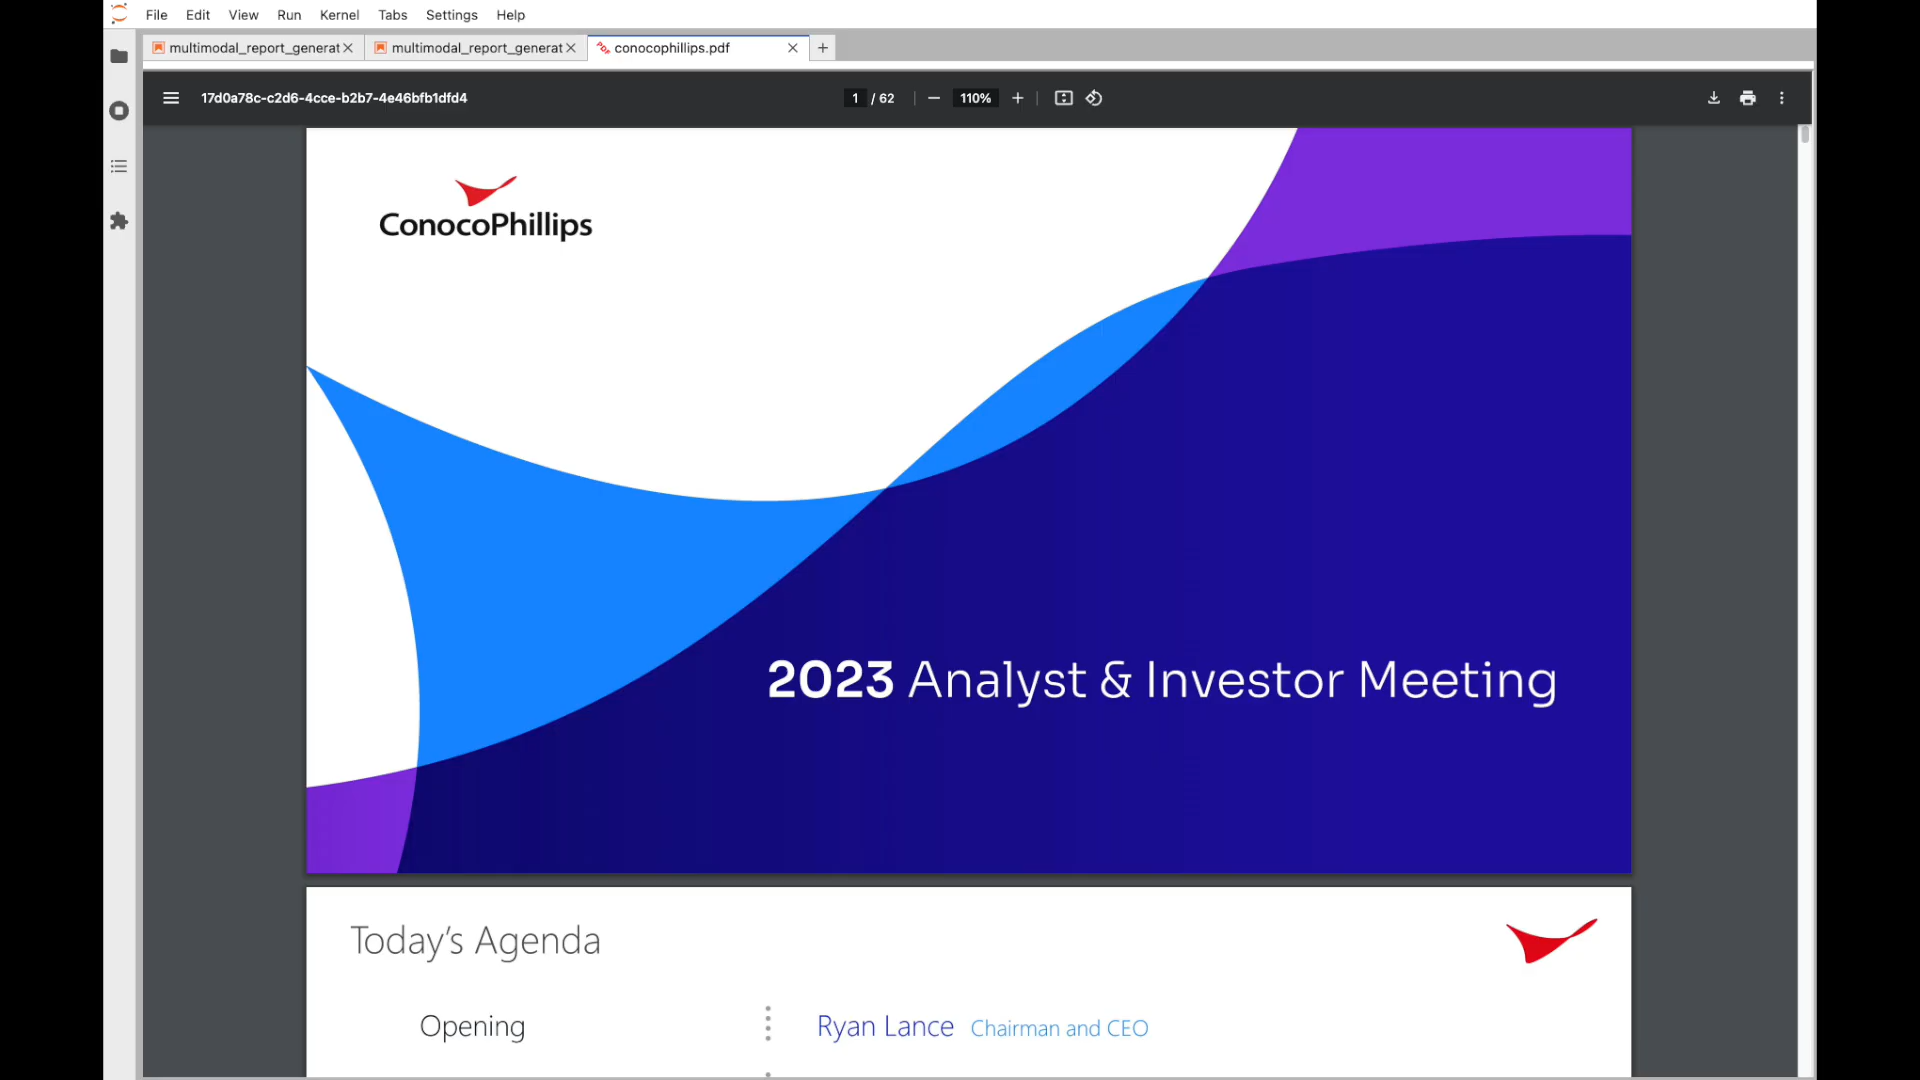 File Edit View Run Kernel Tabs Settings Help
multimodal_report_generat multimodal_report_generat conocophillips.pdf
17d0a78c-c2d6-4cce-b2b7-4e46bfb1dfd4 1 / 62 110%
ConocoPhillips
2023 Analyst & Investor Meeting
Today's Agenda
Opening Ryan Lance Chairman and CEO